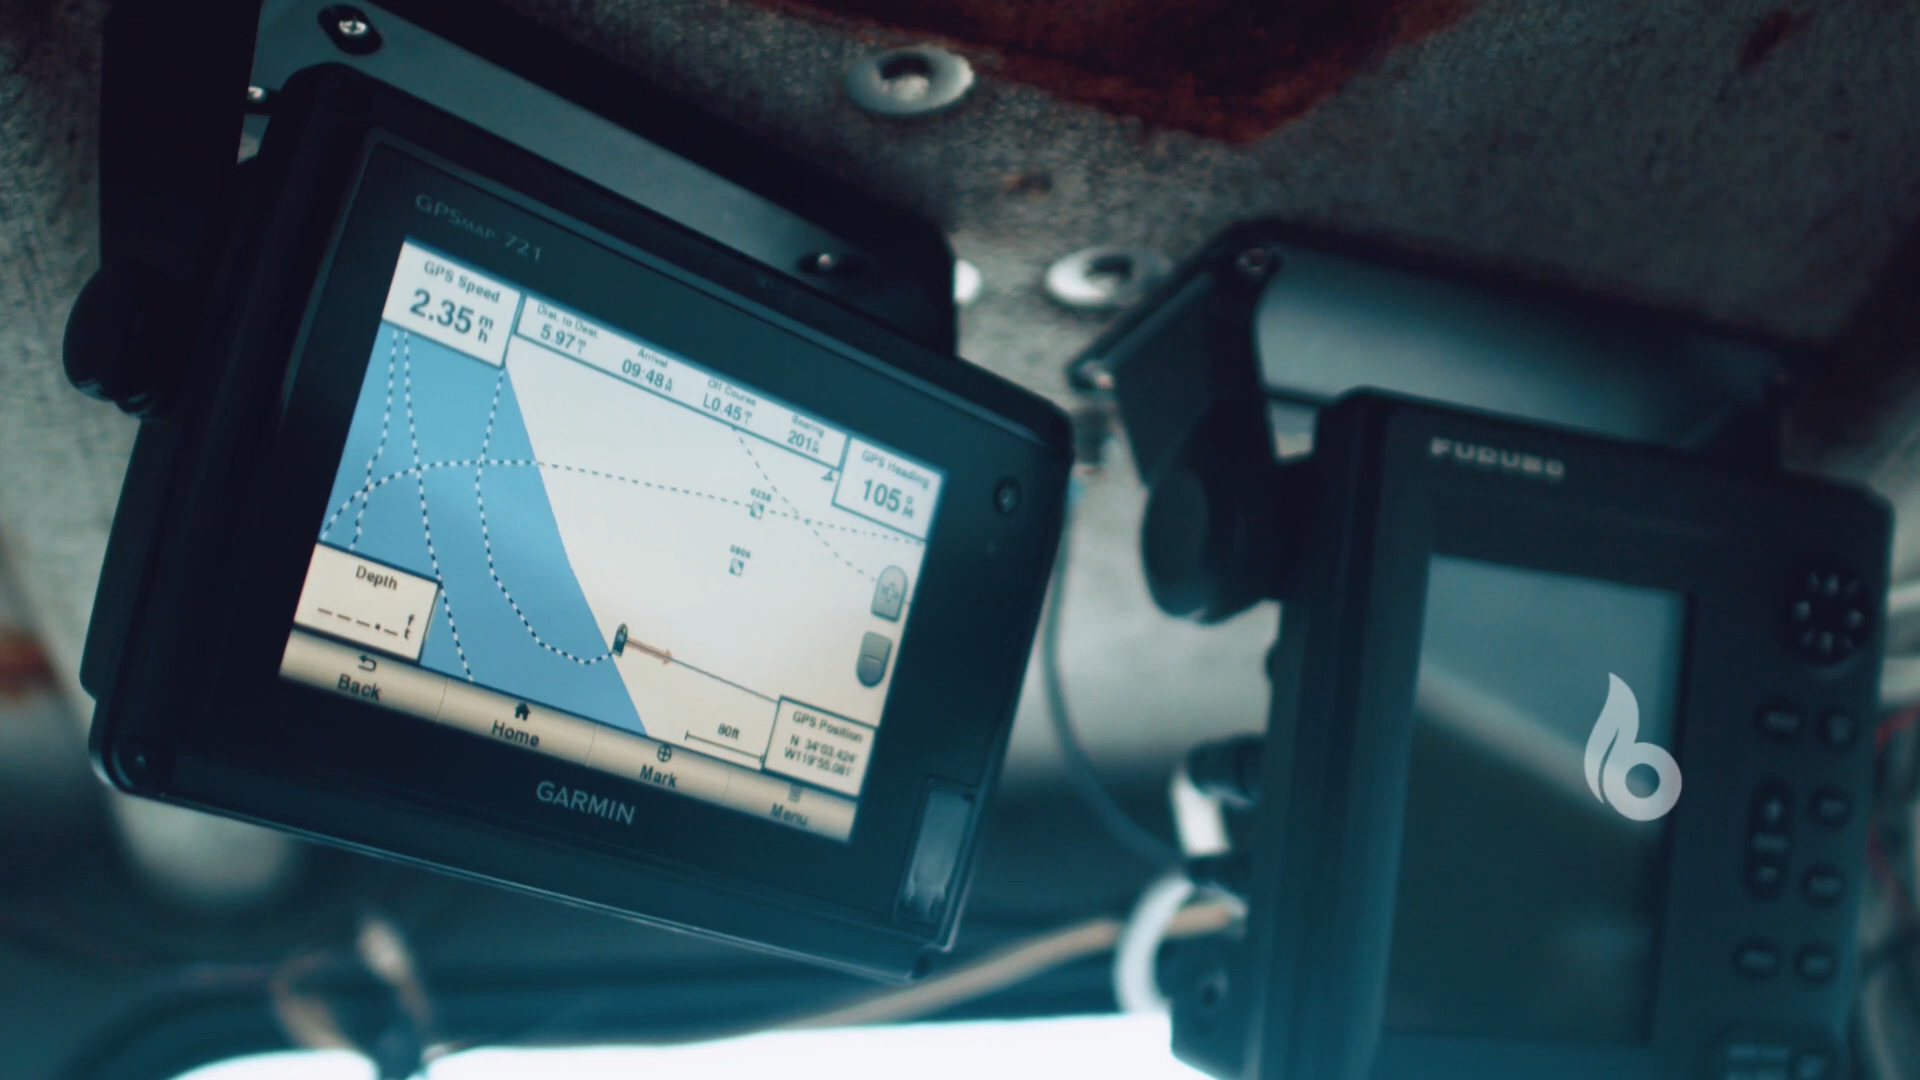 GPSMAP 721
GPS Speed
2.35 m
h
Dist. to Dest.
5.97
Arrival
09:48
Off Course
L0.45
Bearing
201
GPS Heading
105
0258
0806
Depth
----.- f
t
80ft
GPS Position
N 34°03.424'
W119°55.081'
Back
Home
Mark
Menu
GARMIN
FURUNO